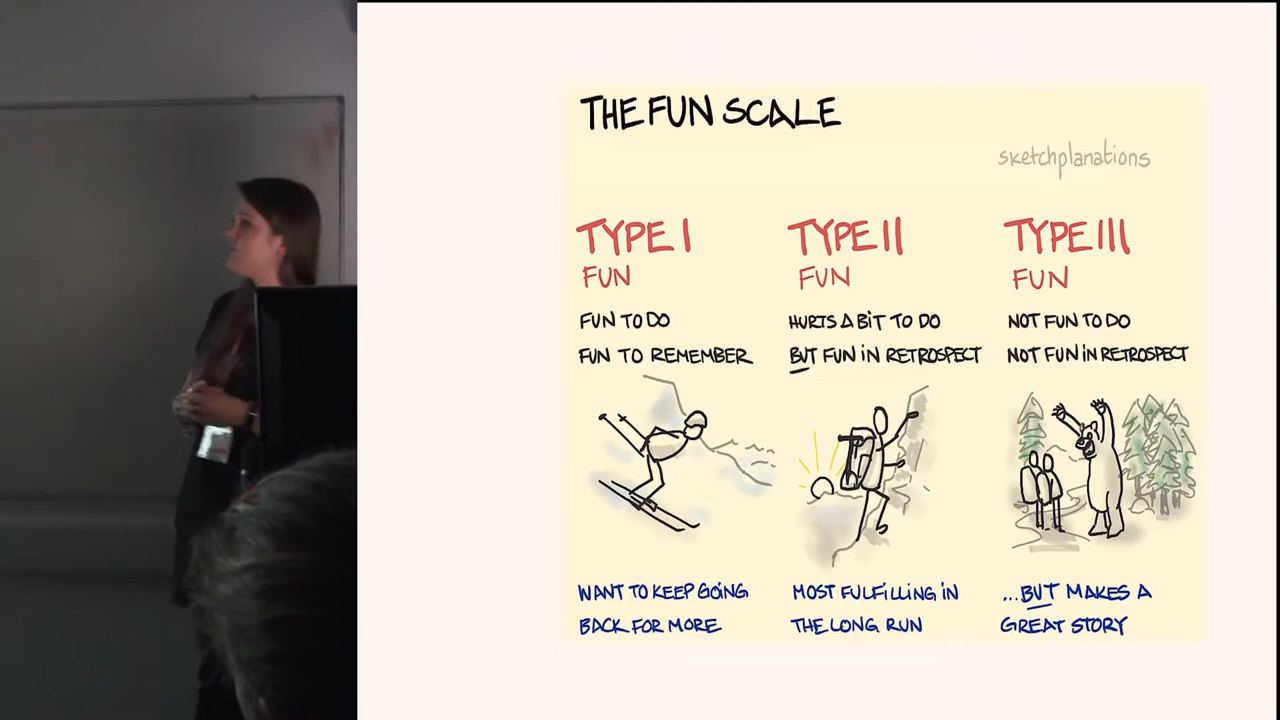 THE FUN SCALE
sketchplanations
TYPE I
FUN
FUN TO DO
FUN TO REMEMBER
WANT TO KEEP GOING
BACK FOR MORE
TYPE II
FUN
HURTS A BIT TO DO
BUT FUN IN RETROSPECT
MOST FULFILLING IN
THE LONG RUN
TYPE III
FUN
NOT FUN TO DO
NOT FUN IN RETROSPECT
...BUT MAKES A
GREAT STORY